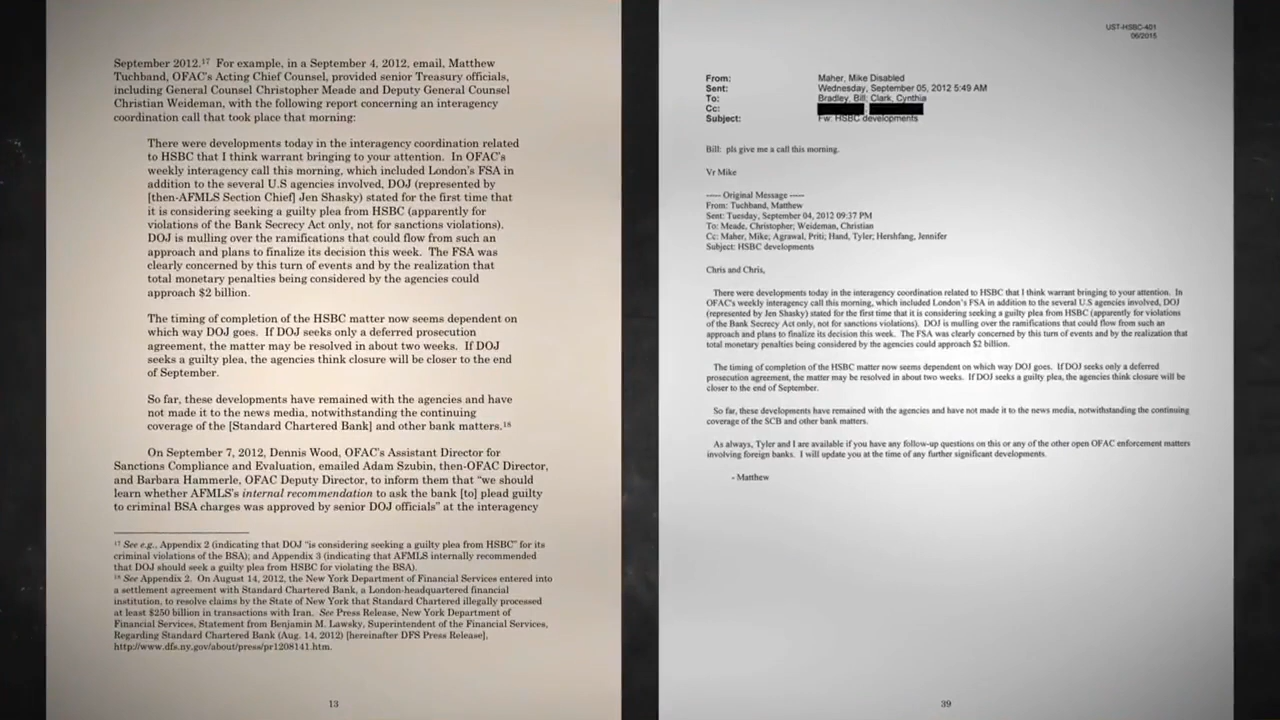 September 2012.¹⁷ For example, in a September 4, 2012, email, Matthew
Tuchband, OFAC's Acting Chief Counsel, provided senior Treasury officials,
including General Counsel Christopher Meade and Deputy General Counsel
Christian Weideman, with the following report concerning an interagency
coordination call that took place that morning:
There were developments today in the interagency coordination related
to HSBC that I think warrant bringing to your attention. In OFAC's
weekly interagency call this morning, which included London's FSA in
addition to the several U.S agencies involved, DOJ (represented by
[then-AFMLS Section Chief] Jen Shasky) stated for the first time that
it is considering seeking a guilty plea from HSBC (apparently for
violations of the Bank Secrecy Act only, not for sanctions violations).
DOJ is mulling over the ramifications that could flow from such an
approach and plans to finalize its decision this week. The FSA was
clearly concerned by this turn of events and by the realization that
total monetary penalties being considered by the agencies could
approach $2 billion.
The timing of completion of the HSBC matter now seems dependent on
which way DOJ goes. If DOJ seeks only a deferred prosecution
agreement, the matter may be resolved in about two weeks. If DOJ
seeks a guilty plea, the agencies think closure will be closer to the end
of September.
So far, these developments have remained with the agencies and have
not made it to the news media, notwithstanding the continuing
coverage of the [Standard Chartered Bank] and other bank matters.¹⁸
On September 7, 2012, Dennis Wood, OFAC's Assistant Director for
Sanctions Compliance and Evaluation, emailed Adam Szubin, then-OFAC Director,
and Barbara Hammerle, OFAC Deputy Director, to inform them that “we should
learn whether AFMLS's internal recommendation to ask the bank [to] plead guilty
to criminal BSA charges was approved by senior DOJ officials” at the interagency
¹⁷ See e.g., Appendix 2 (indicating that DOJ “is considering seeking a guilty plea from HSBC” for its
criminal violations of the BSA); and Appendix 3 (indicating that AFMLS internally recommended
that DOJ should seek a guilty plea from HSBC for violating the BSA).
¹⁸ See Appendix 2. On August 14, 2012, the New York Department of Financial Services entered into
a settlement agreement with Standard Chartered Bank, a London-headquartered financial
institution, to resolve claims by the State of New York that Standard Chartered illegally processed
at least $250 billion in transactions with Iran. See Press Release, New York Department of
Financial Services, Statement from Benjamin M. Lawsky, Superintendent of the Financial Services,
Regarding Standard Chartered Bank (Aug. 14, 2012) [hereinafter DFS Press Release],
http://www.dfs.ny.gov/about/press/pr1208141.htm.
13
UST-HSBC-401
06/2015
From: Maher, Mike Disabled
Sent: Wednesday, September 05, 2012 5:49 AM
To: Bradley, Bill; Clark, Cynthia
Cc:
Subject: Fw: HSBC developments
Bill: pls give me a call this morning.
Vr Mike
----- Original Message -----
From: Tuchband, Matthew
Sent: Tuesday, September 04, 2012 09:37 PM
To: Meade, Christopher; Weideman, Christian
Cc: Maher, Mike; Agrawal, Priti; Hand, Tyler; Hershfang, Jennifer
Subject: HSBC developments
Chris and Chris,
There were developments today in the interagency coordination related to HSBC that I think warrant bringing to your attention. In
OFAC's weekly interagency call this morning, which included London's FSA in addition to the several U.S agencies involved, DOJ
(represented by Jen Shasky) stated for the first time that it is considering seeking a guilty plea from HSBC (apparently for violations
of the Bank Secrecy Act only, not for sanctions violations). DOJ is mulling over the ramifications that could flow from such an
approach and plans to finalize its decision this week. The FSA was clearly concerned by this turn of events and by the realization that
total monetary penalties being considered by the agencies could approach $2 billion.
The timing of completion of the HSBC matter now seems dependent on which way DOJ goes. If DOJ seeks only a deferred
prosecution agreement, the matter may be resolved in about two weeks. If DOJ seeks a guilty plea, the agencies think closure will be
closer to the end of September.
So far, these developments have remained with the agencies and have not made it to the news media, notwithstanding the continuing
coverage of the SCB and other bank matters.
As always, Tyler and I are available if you have any follow-up questions on this or any of the other open OFAC enforcement matters
involving foreign banks. I will update you at the time of any further significant developments.
- Matthew
39